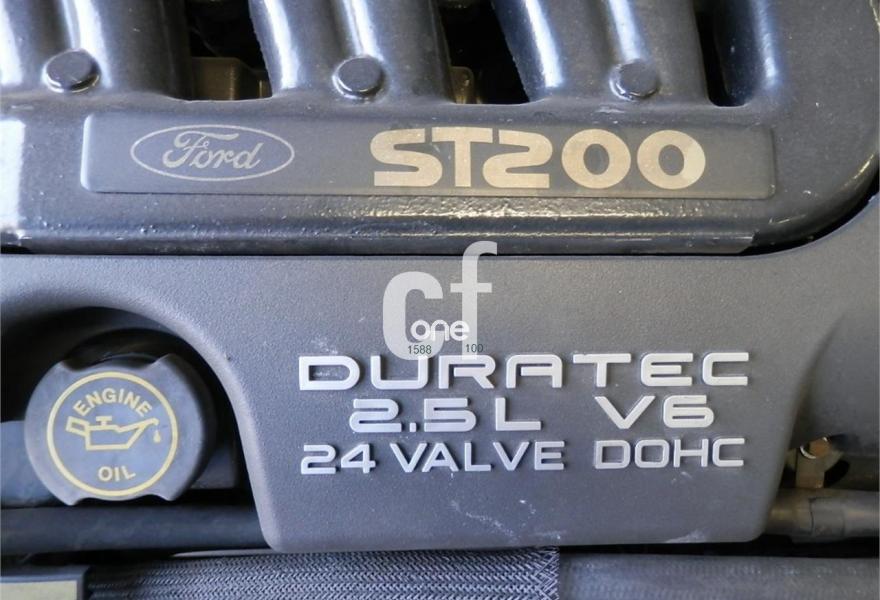 Ford ST200
cf
one
1588 100
DURATEC
2.5L V6
24 VALVE DOHC
ENGINE
OIL